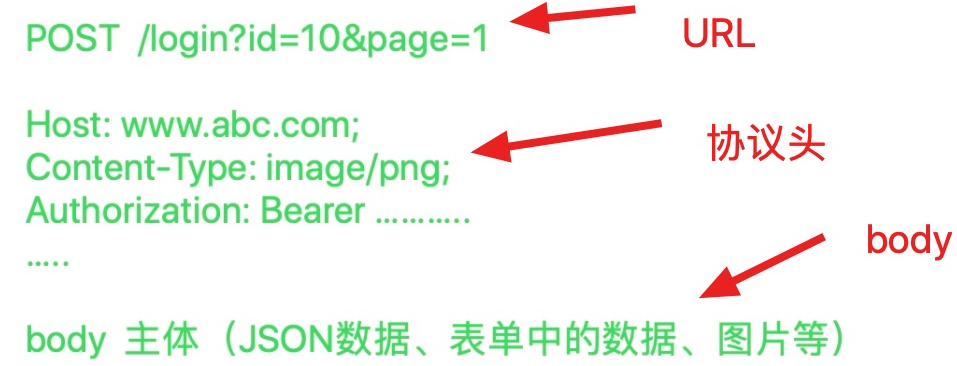 POST /login?id=10&page=1
URL
Host: www.abc.com;
Content-Type: image/png;
协议头
Authorization: Bearer ………..
…..
body
body 主体（JSON数据、表单中的数据、图片等）